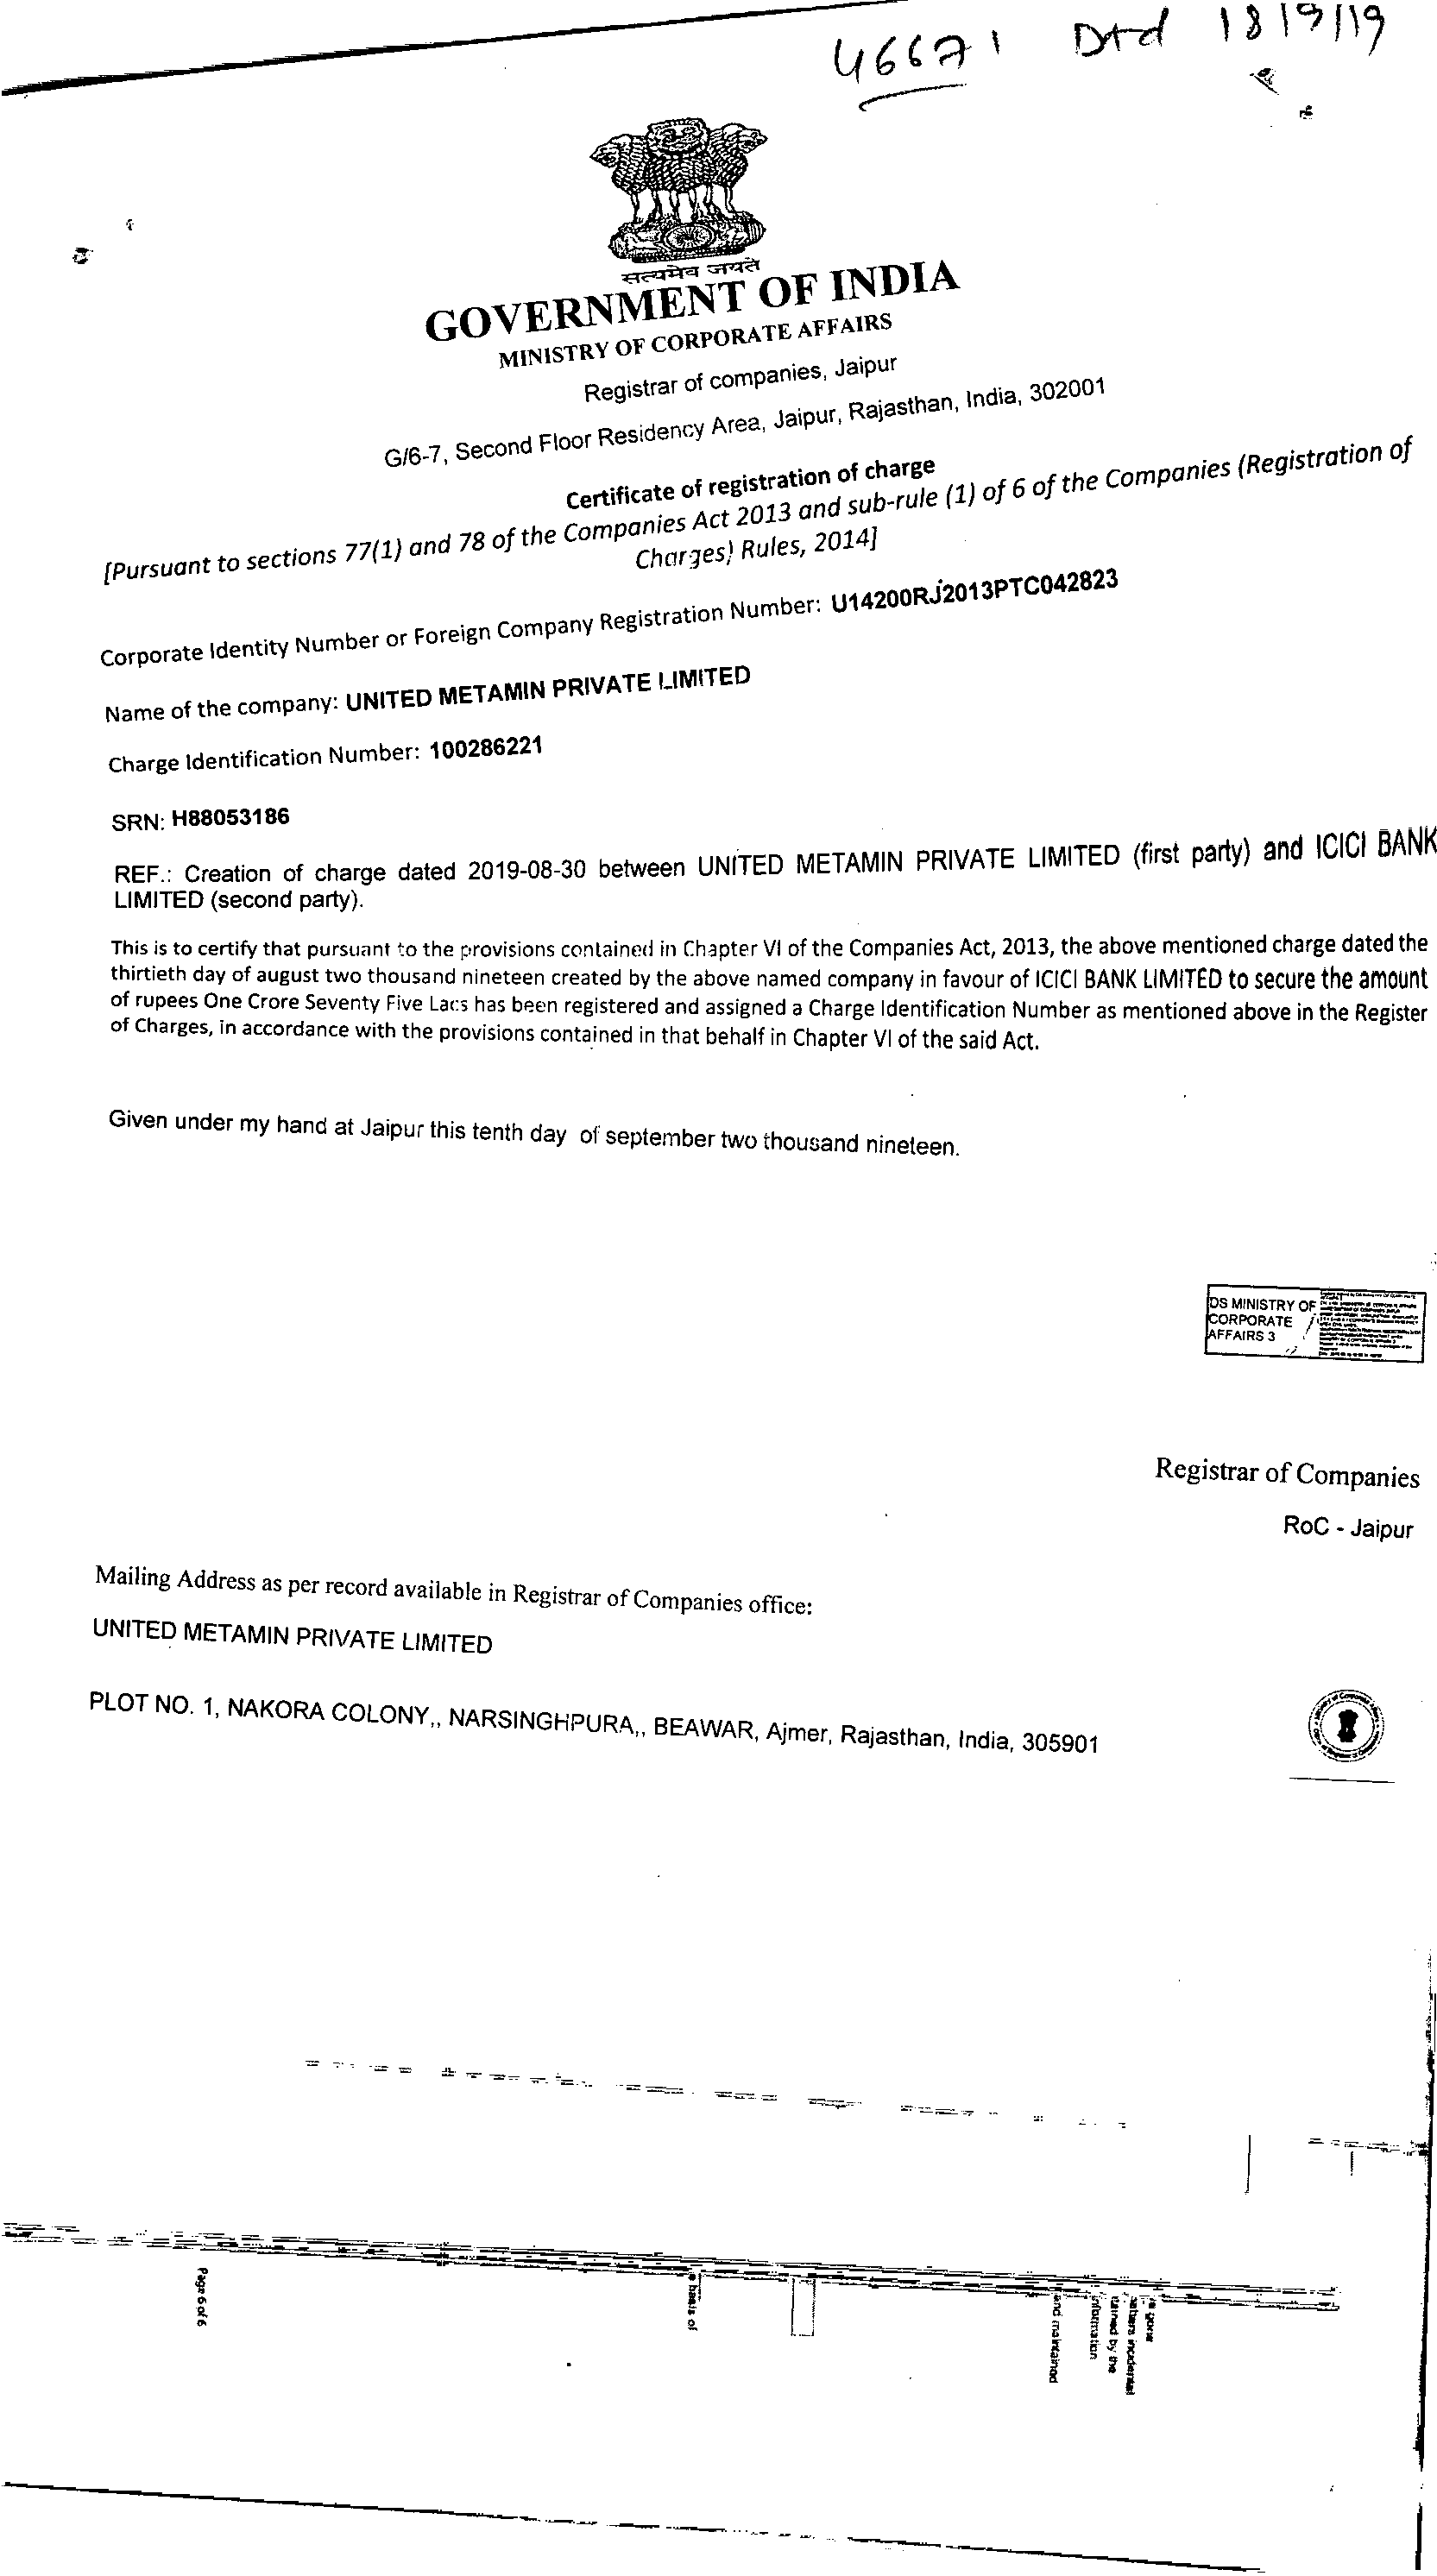 46671 Dtd 18/9/19
सत्यमेव जयते
GOVERNMENT OF INDIA
MINISTRY OF CORPORATE AFFAIRS
Registrar of companies, Jaipur
G/6-7, Second Floor Residency Area, Jaipur, Rajasthan, India, 302001
Certificate of registration of charge
[Pursuant to sections 77(1) and 78 of the Companies Act 2013 and sub-rule (1) of 6 of the Companies (Registration of
Charges) Rules, 2014]
Corporate Identity Number or Foreign Company Registration Number: U14200RJ2013PTC042823
Name of the company: UNITED METAMIN PRIVATE LIMITED
Charge Identification Number: 100286221
SRN: H88053186
REF.: Creation of charge dated 2019-08-30 between UNITED METAMIN PRIVATE LIMITED (first party) and ICICI BANK
LIMITED (second party).
This is to certify that pursuant to the provisions contained in Chapter VI of the Companies Act, 2013, the above mentioned charge dated the
thirtieth day of august two thousand nineteen created by the above named company in favour of ICICI BANK LIMITED to secure the amount
of rupees One Crore Seventy Five Lacs has been registered and assigned a Charge Identification Number as mentioned above in the Register
of Charges, in accordance with the provisions contained in that behalf in Chapter VI of the said Act.
Given under my hand at Jaipur this tenth day of september two thousand nineteen.
DS MINISTRY OF
CORPORATE
AFFAIRS 3
Registrar of Companies
RoC - Jaipur
Mailing Address as per record available in Registrar of Companies office:
UNITED METAMIN PRIVATE LIMITED
PLOT NO. 1, NAKORA COLONY,, NARSINGHPURA,, BEAWAR, Ajmer, Rajasthan, India, 305901
Page 6 of 6
basis of
and maintained
information
tained by the
incidental
gone